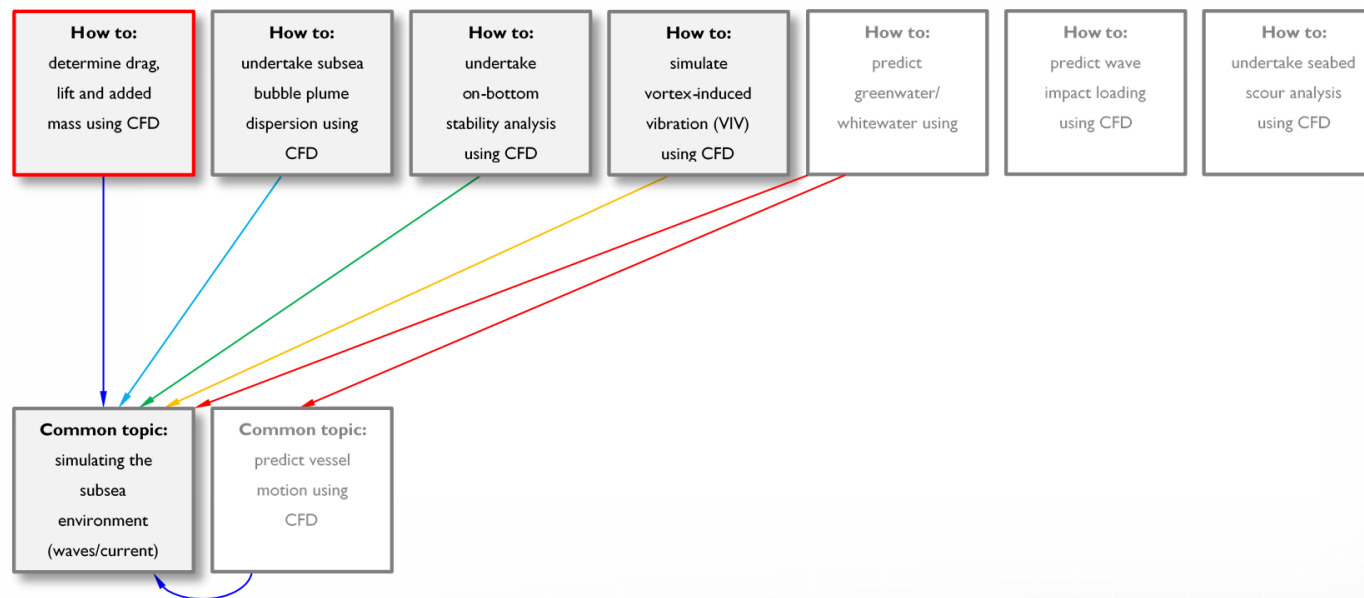 How to:
determine drag,
lift and added
mass using CFD
How to:
undertake subsea
bubble plume
dispersion using
CFD
How to:
undertake
on-bottom
stability analysis
using CFD
How to:
simulate
vortex-induced
vibration (VIV)
using CFD
How to:
predict
greenwater/
whitewater using
How to:
predict wave
impact loading
using CFD
How to:
undertake seabed
scour analysis
using CFD
Common topic:
simulating the
subsea
environment
(waves/current)
Common topic:
predict vessel
motion using
CFD